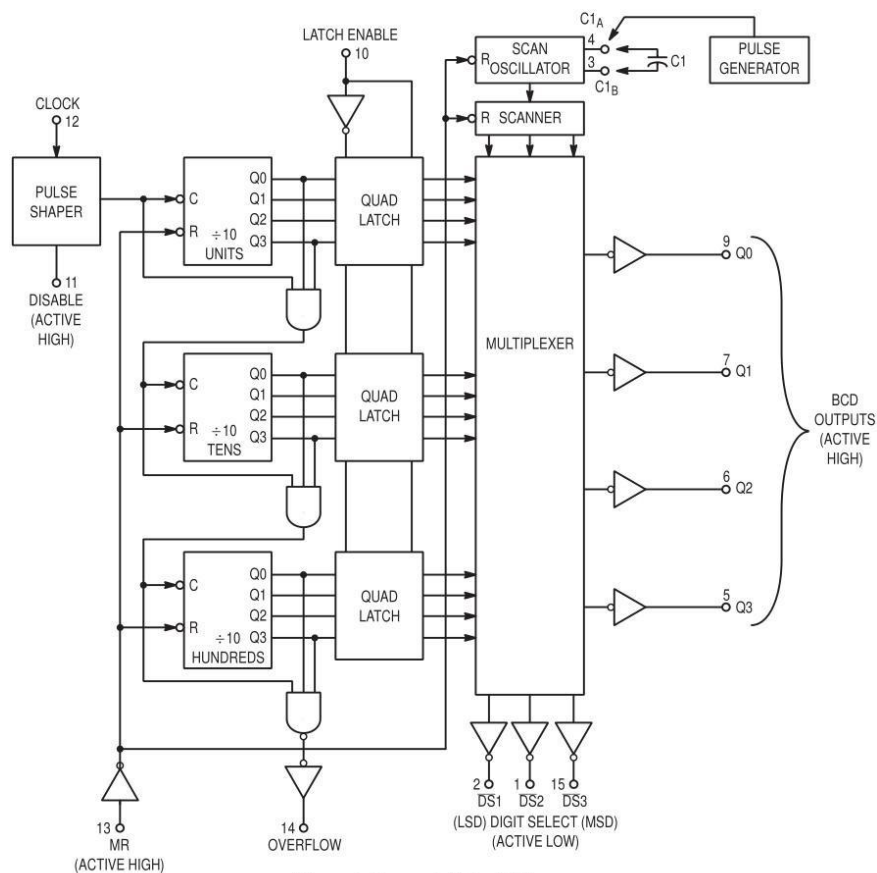 LATCH ENABLE
10
C1A
4
3
C1B
C1
R SCAN
OSCILLATOR
PULSE
GENERATOR
R SCANNER
CLOCK
12
PULSE
SHAPER
11
DISABLE
(ACTIVE
HIGH)
C
R
÷10
UNITS
Q0
Q1
Q2
Q3
QUAD
LATCH
C
R
÷10
TENS
Q0
Q1
Q2
Q3
QUAD
LATCH
C
R
÷10
HUNDREDS
Q0
Q1
Q2
Q3
QUAD
LATCH
MULTIPLEXER
9 Q0
7 Q1
6 Q2
5 Q3
BCD
OUTPUTS
(ACTIVE
HIGH)
13
MR
(ACTIVE HIGH)
14
OVERFLOW
2 1 15
DS1 DS2 DS3
(LSD) DIGIT SELECT (MSD)
(ACTIVE LOW)